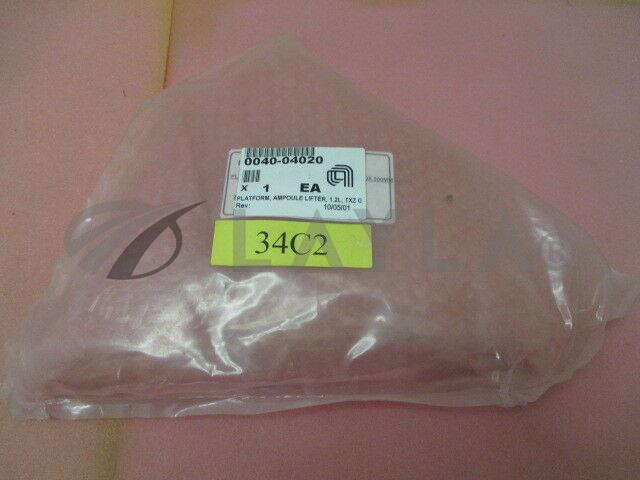 0040-04020
X 1 EA
PLATFORM, AMPOULE LIFTER, 1.2L, TXZ C
Rev: 10/05/01
34C2